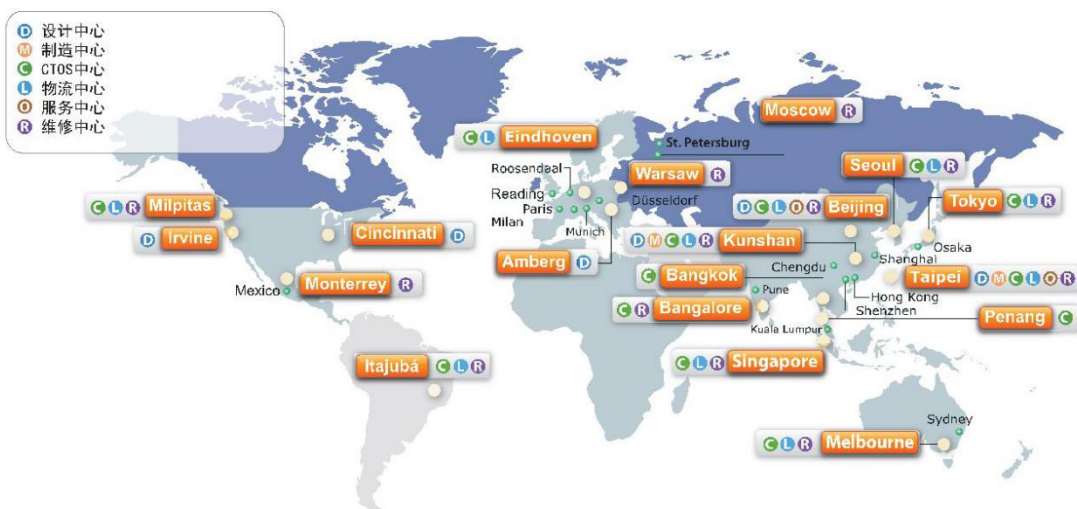 D 设计中心
M 制造中心
C CTOS中心
L 物流中心
O 服务中心
R 维修中心
Moscow R
C L Eindhoven
St. Petersburg
Roosendaal
Warsaw R
Seoul C L R
Reading
Düsseldorf
Paris
C L R Milpitas
D C L O R Beijing
Tokyo C L R
Milan
Munich
D Irvine
Cincinnati D
D M C L R Kunshan
Osaka
Shanghai
Amberg D
C Bangkok
Chengdu
Taipei D M C L O R
Mexico
Monterrey R
Pune
Hong Kong
C R Bangalore
Shenzhen
Penang C
Kuala Lumpur
Itajubá C L R
C L R Singapore
Sydney
C L R Melbourne